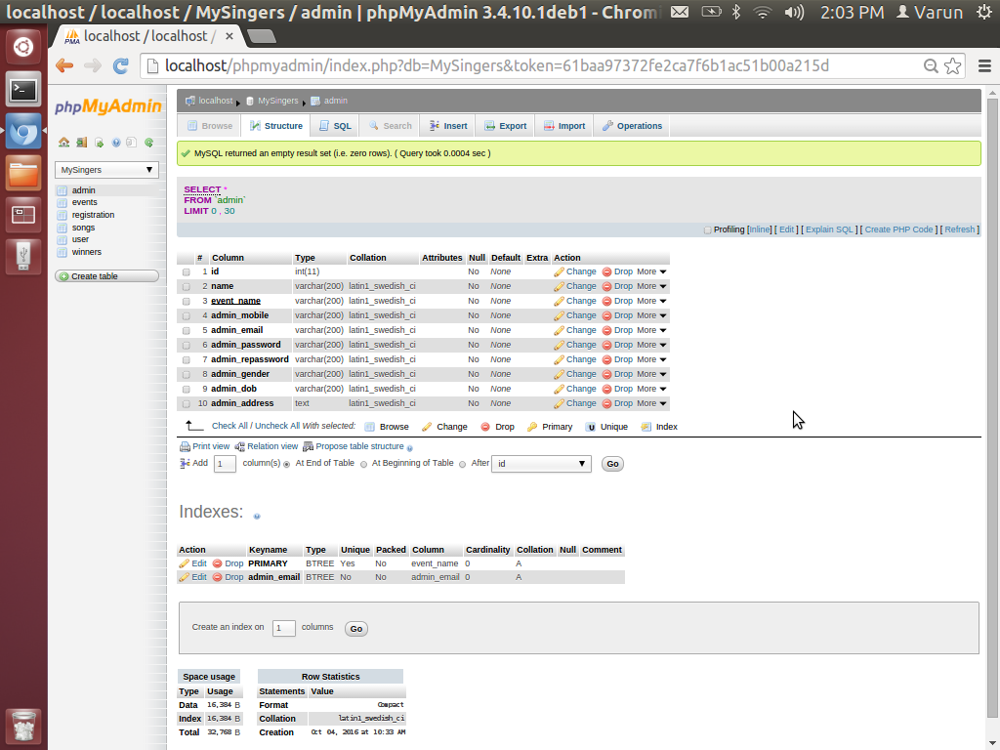 localhost / localhost / MySingers / admin | phpMyAdmin 3.4.10.1deb1 - Chromi
2:03 PM Varun
PMA localhost / localhost / ×
localhost/phpmyadmin/index.php?db=MySingers&token=61baa97372fe2ca7f6b1ac51b00a215d
phpMyAdmin
MySingers
admin
events
registration
songs
user
winners
Create table
localhost MySingers admin
Browse Structure SQL Search Insert Export Import Operations
MySQL returned an empty result set (i.e. zero rows). ( Query took 0.0004 sec )
SELECT *
FROM `admin`
LIMIT 0 , 30
Profiling [Inline] [ Edit ] [ Explain SQL ] [ Create PHP Code ] [ Refresh ]
# Column Type Collation Attributes Null Default Extra Action
1 id int(11) No None Change Drop More
2 name varchar(200) latin1_swedish_ci No None Change Drop More
3 event_name varchar(200) latin1_swedish_ci No None Change Drop More
4 admin_mobile varchar(200) latin1_swedish_ci No None Change Drop More
5 admin_email varchar(200) latin1_swedish_ci No None Change Drop More
6 admin_password varchar(200) latin1_swedish_ci No None Change Drop More
7 admin_repassword varchar(200) latin1_swedish_ci No None Change Drop More
8 admin_gender varchar(200) latin1_swedish_ci No None Change Drop More
9 admin_dob varchar(200) latin1_swedish_ci No None Change Drop More
10 admin_address text latin1_swedish_ci No None Change Drop More
Check All / Uncheck All With selected: Browse Change Drop Primary Unique Index
Print view Relation view Propose table structure
Add 1 column(s) At End of Table At Beginning of Table After id Go
Indexes:
Action Keyname Type Unique Packed Column Cardinality Collation Null Comment
Edit Drop PRIMARY BTREE Yes No event_name 0 A
Edit Drop admin_email BTREE No No admin_email 0 A
Create an index on 1 columns Go
Space usage Row Statistics
Type Usage Statements Value
Data 16,384 B Format Compact
Index 16,384 B Collation latin1_swedish_ci
Total 32,768 B Creation Oct 04, 2016 at 10:33 AM